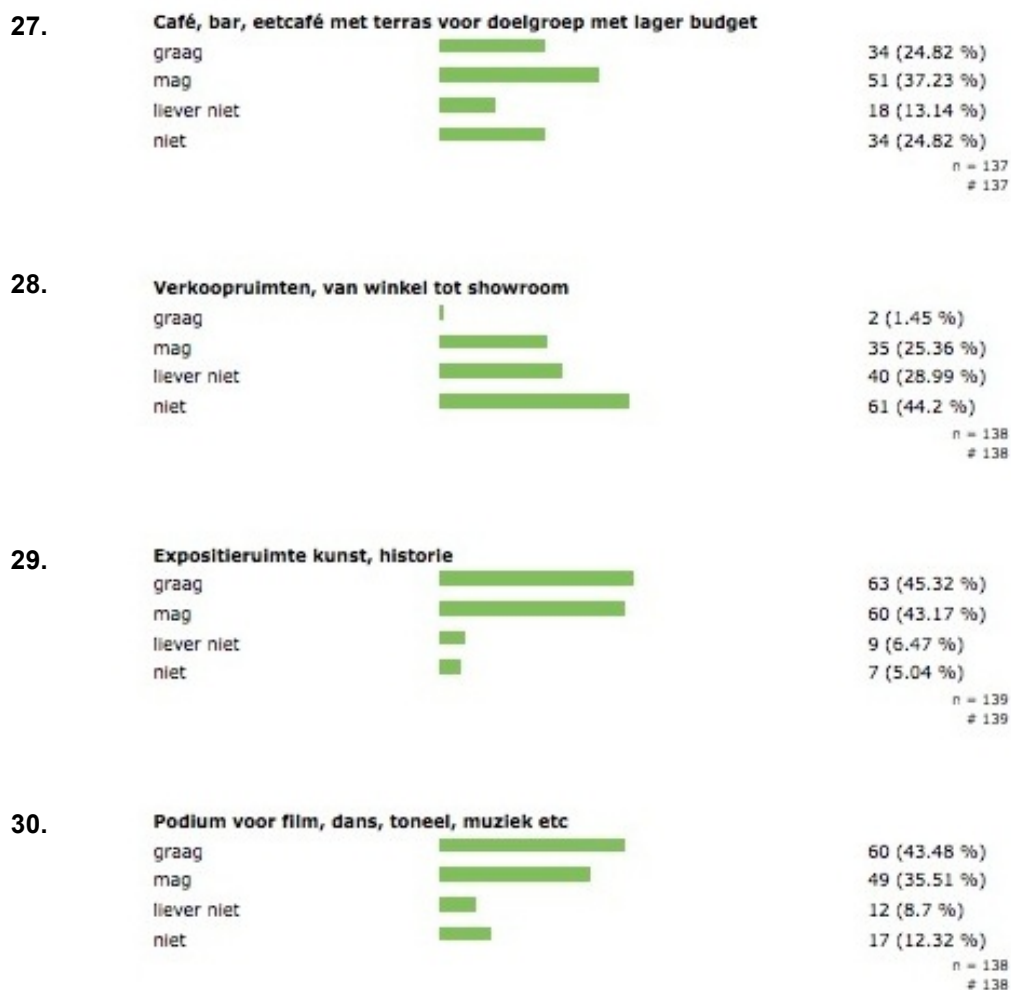 27. Café, bar, eetcafé met terras voor doelgroep met lager budget
graag 34 (24.82 %)
mag 51 (37.23 %)
liever niet 18 (13.14 %)
niet 34 (24.82 %)
n = 137
# 137
28. Verkoopruimten, van winkel tot showroom
graag 2 (1.45 %)
mag 35 (25.36 %)
liever niet 40 (28.99 %)
niet 61 (44.2 %)
n = 138
# 138
29. Expositieruimte kunst, historie
graag 63 (45.32 %)
mag 60 (43.17 %)
liever niet 9 (6.47 %)
niet 7 (5.04 %)
n = 139
# 139
30. Podium voor film, dans, toneel, muziek etc
graag 60 (43.48 %)
mag 49 (35.51 %)
liever niet 12 (8.7 %)
niet 17 (12.32 %)
n = 138
# 138